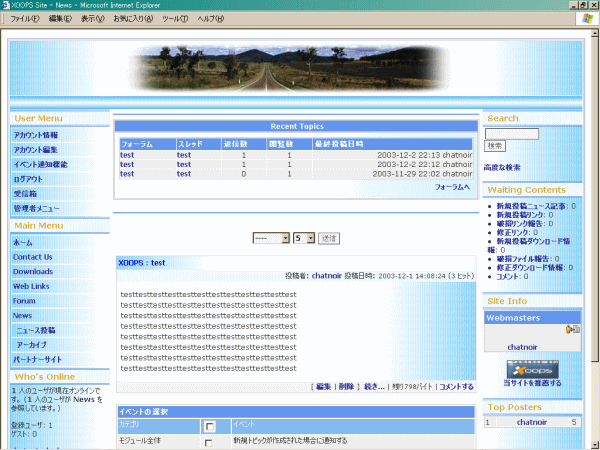 XOOPS Site - News - Microsoft Internet Explorer
ファイル(F) 編集(E) 表示(V) お気に入り(A) ツール(T) ヘルプ(H)
User Menu
アカウント情報
アカウント編集
イベント通知機能
ログアウト
受信箱
管理者メニュー
Main Menu
ホーム
Contact Us
Downloads
Web Links
Forum
News
ニュース投稿
アーカイブ
パートナーサイト
Who's Online
1 人のユーザが現在オンラインです。(1 人のユーザが News を参照しています。)
登録ユーザ: 1
ゲスト: 0
Recent Topics
フォーラム スレッド 返信数 閲覧数 最終投稿日時
test test 1 1 2003-12-2 22:13 chatnoir
test test 1 1 2003-12-2 22:12 chatnoir
test test 0 1 2003-11-29 22:02 chatnoir
フォーラムへ
---- 5 送信
XOOPS : test
投稿者: chatnoir 投稿日時: 2003-12-1 14:08:24 (3 ヒット)
testtesttesttesttesttesttesttesttesttesttesttest
testtesttesttesttesttesttesttesttesttesttesttest
testtesttesttesttesttesttesttesttesttesttesttest
testtesttesttesttesttesttesttesttesttesttesttest
testtesttesttesttesttesttesttesttesttesttesttest
testtesttesttesttesttesttesttesttesttesttesttest
testtesttesttesttesttesttesttesttesttesttesttest
testtesttesttesttesttesttesttesttesttesttesttest
[ 編集 | 削除 ] 続き... | 残り798バイト | コメントする
イベントの選択
カテゴリ イベント
モジュール全体 新規トピックが作成された場合に通知する
Search
検索
高度な検索
Waiting Contents
新規投稿ニュース記事: 0
新規投稿リンク: 0
破損リンク報告: 0
修正リンク: 0
新規投稿ダウンロード情報: 0
破損ファイル報告: 0
修正ダウンロード情報: 0
コメント: 0
Site Info
Webmasters
chatnoir
xoops
当サイトを推薦する
Top Posters
1 chatnoir 5